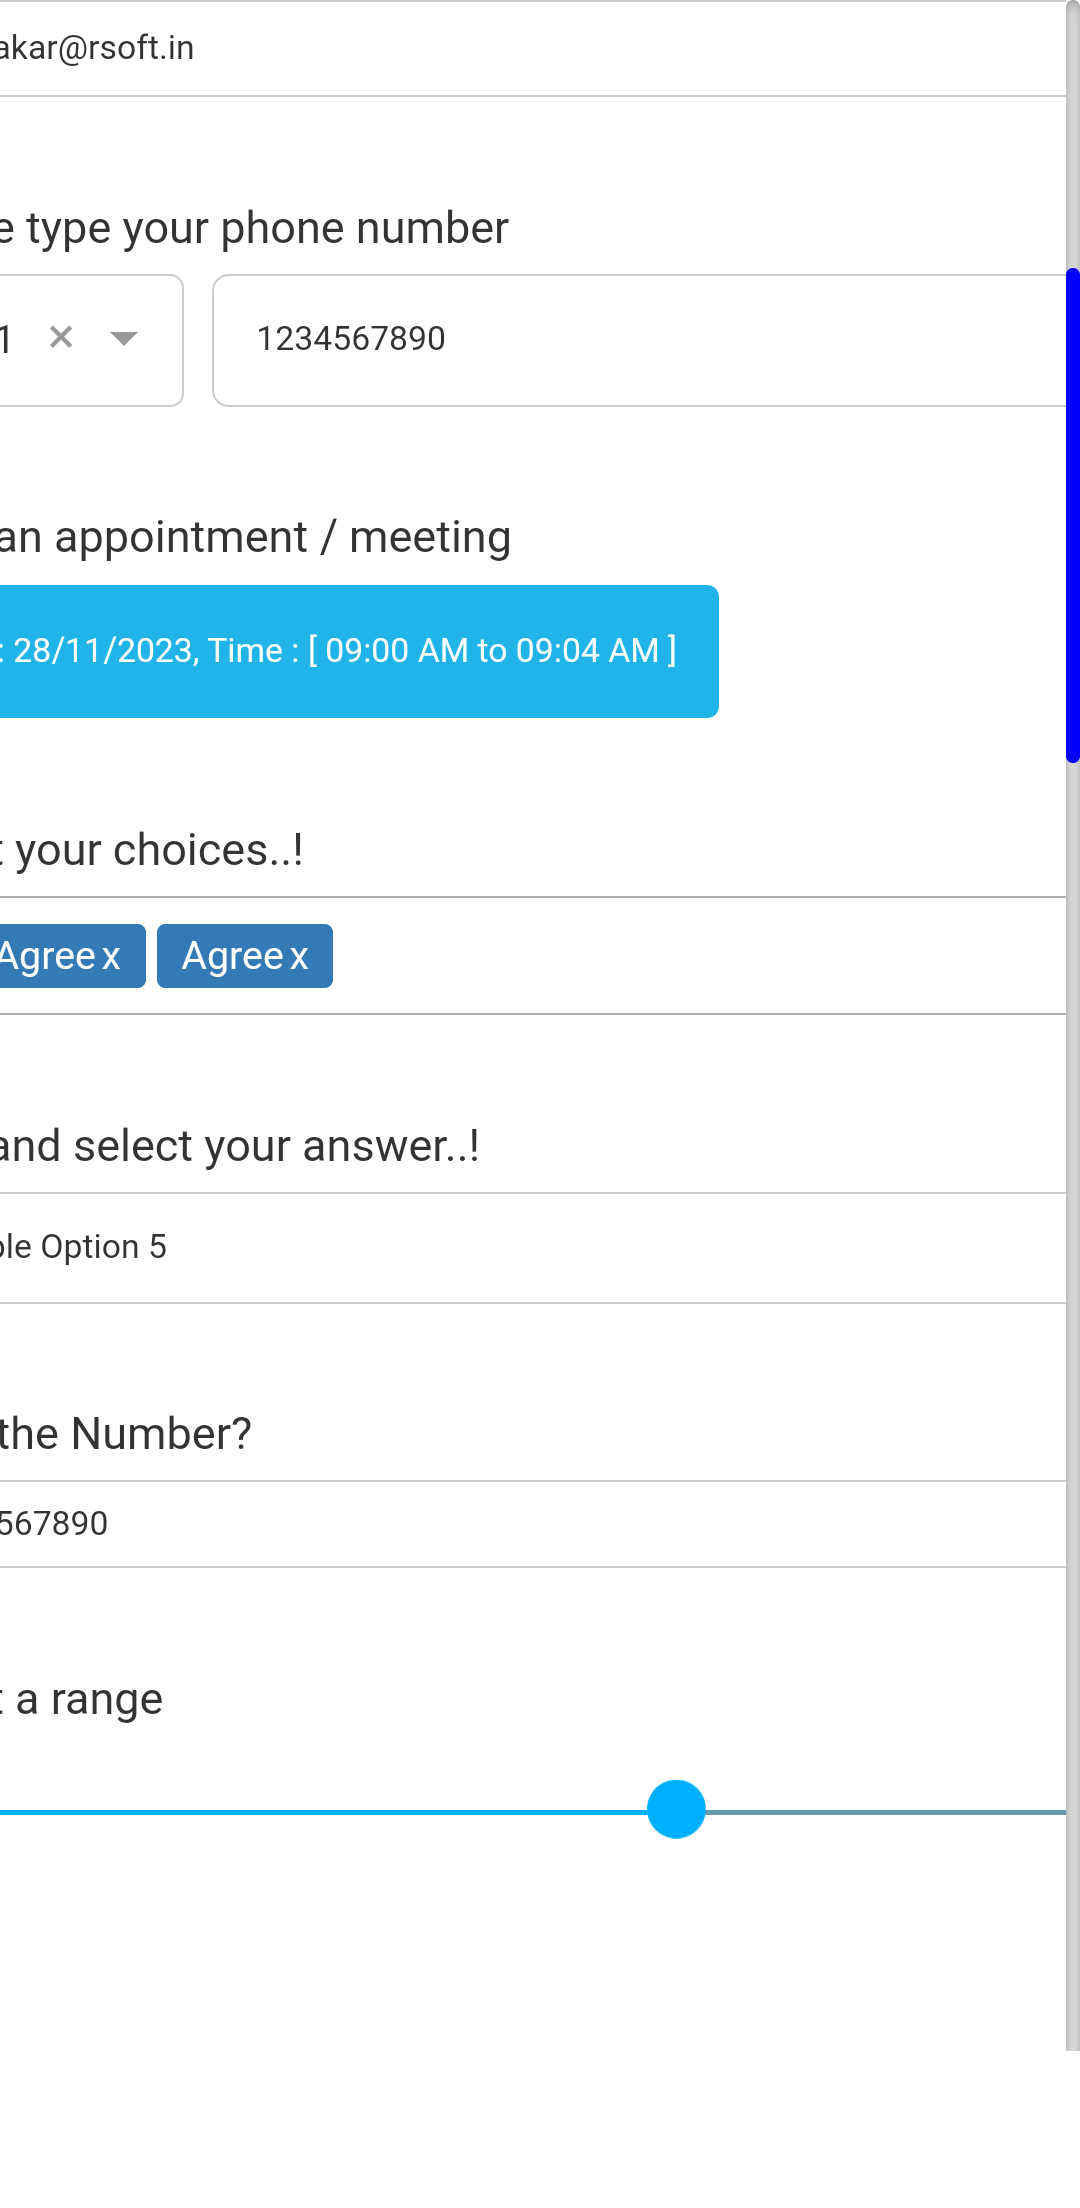 akar@rsoft.in
e type your phone number
1 × 1234567890
an appointment / meeting
: 28/11/2023, Time : [ 09:00 AM to 09:04 AM ]
t your choices..!
Agree x Agree x
and select your answer..!
ble Option 5
the Number?
567890
t a range